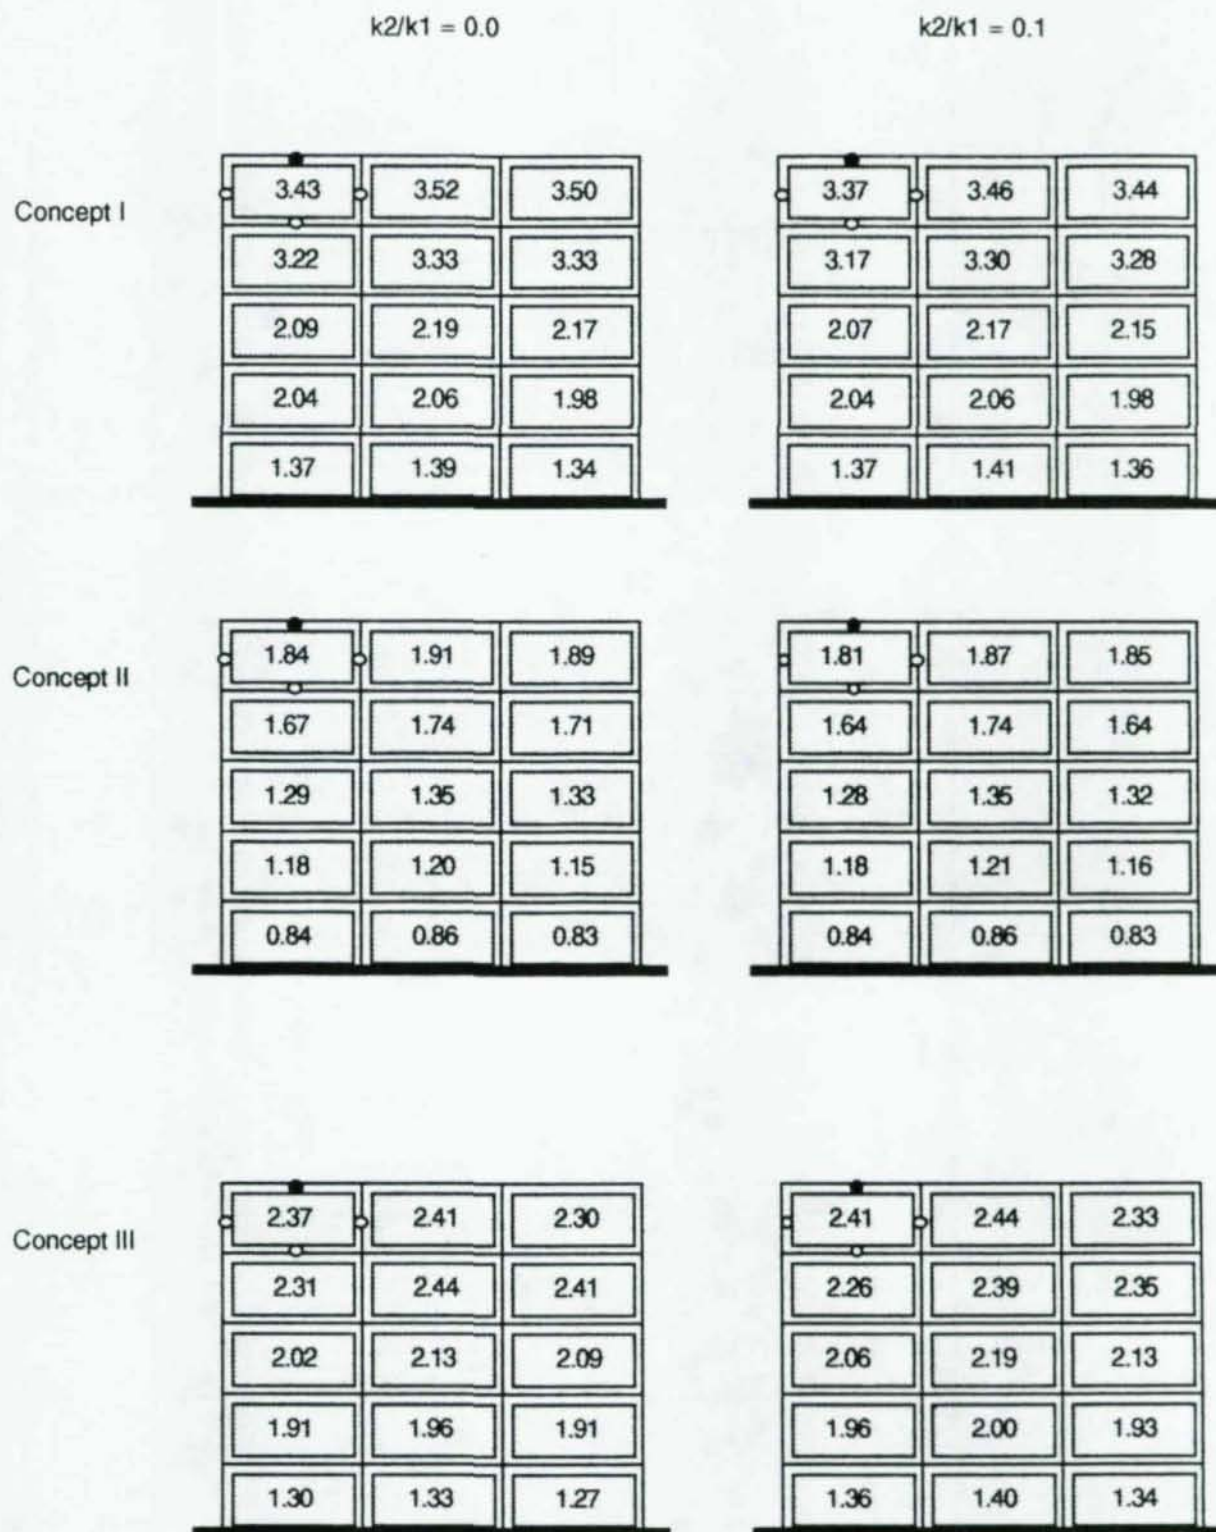 k2/k1 = 0.0 k2/k1 = 0.1
Concept I
3.43 3.52 3.50 3.37 3.46 3.44
3.22 3.33 3.33 3.17 3.30 3.28
2.09 2.19 2.17 2.07 2.17 2.15
2.04 2.06 1.98 2.04 2.06 1.98
1.37 1.39 1.34 1.37 1.41 1.36
Concept II
1.84 1.91 1.89 1.81 1.87 1.85
1.67 1.74 1.71 1.64 1.74 1.64
1.29 1.35 1.33 1.28 1.35 1.32
1.18 1.20 1.15 1.18 1.21 1.16
0.84 0.86 0.83 0.84 0.86 0.83
Concept III
2.37 2.41 2.30 2.41 2.44 2.33
2.31 2.44 2.41 2.26 2.39 2.35
2.02 2.13 2.09 2.06 2.19 2.13
1.91 1.96 1.91 1.96 2.00 1.93
1.30 1.33 1.27 1.36 1.40 1.34